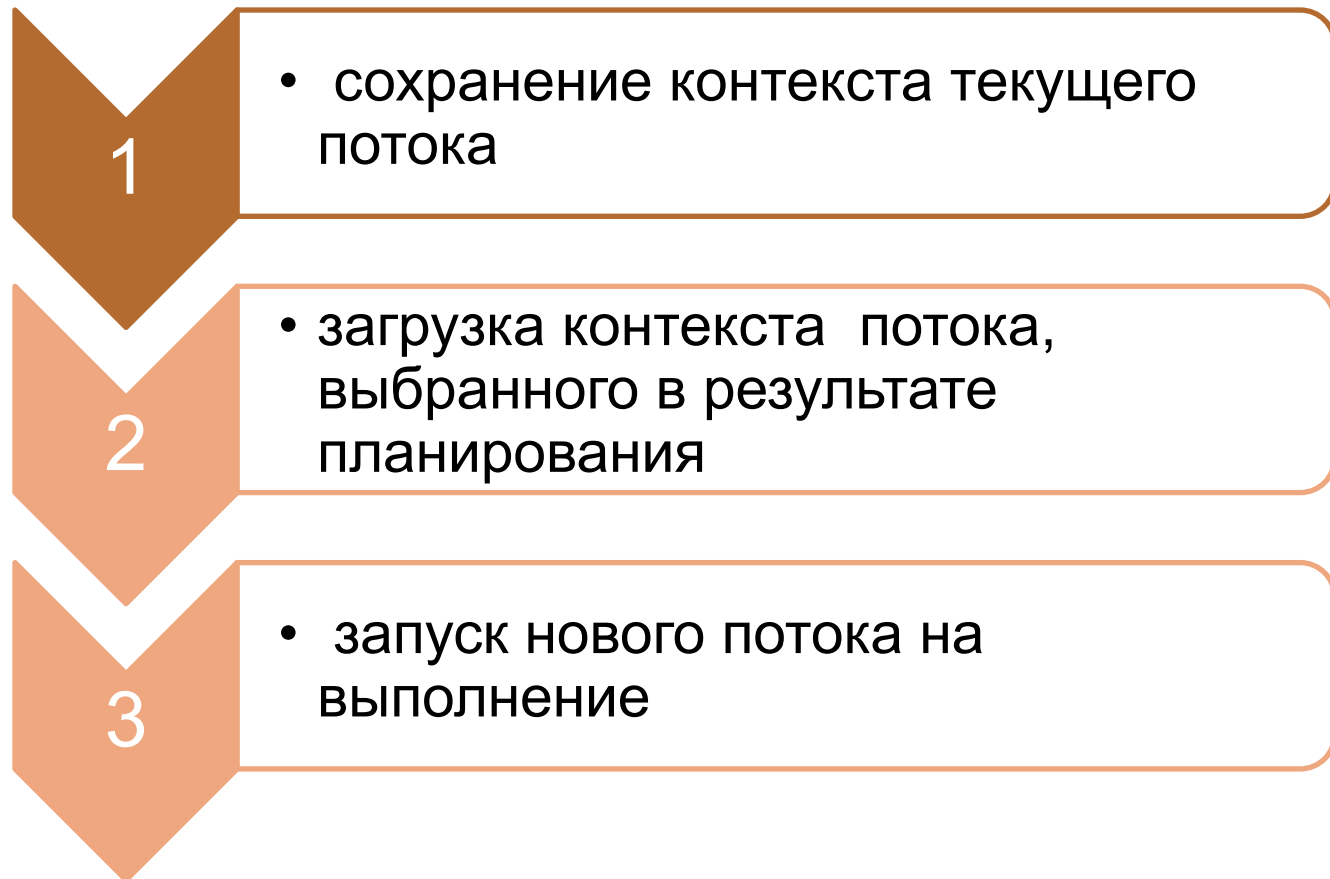 1
• сохранение контекста текущего
потока
2
• загрузка контекста  потока,
выбранного в результате
планирования
3
• запуск нового потока на
выполнение